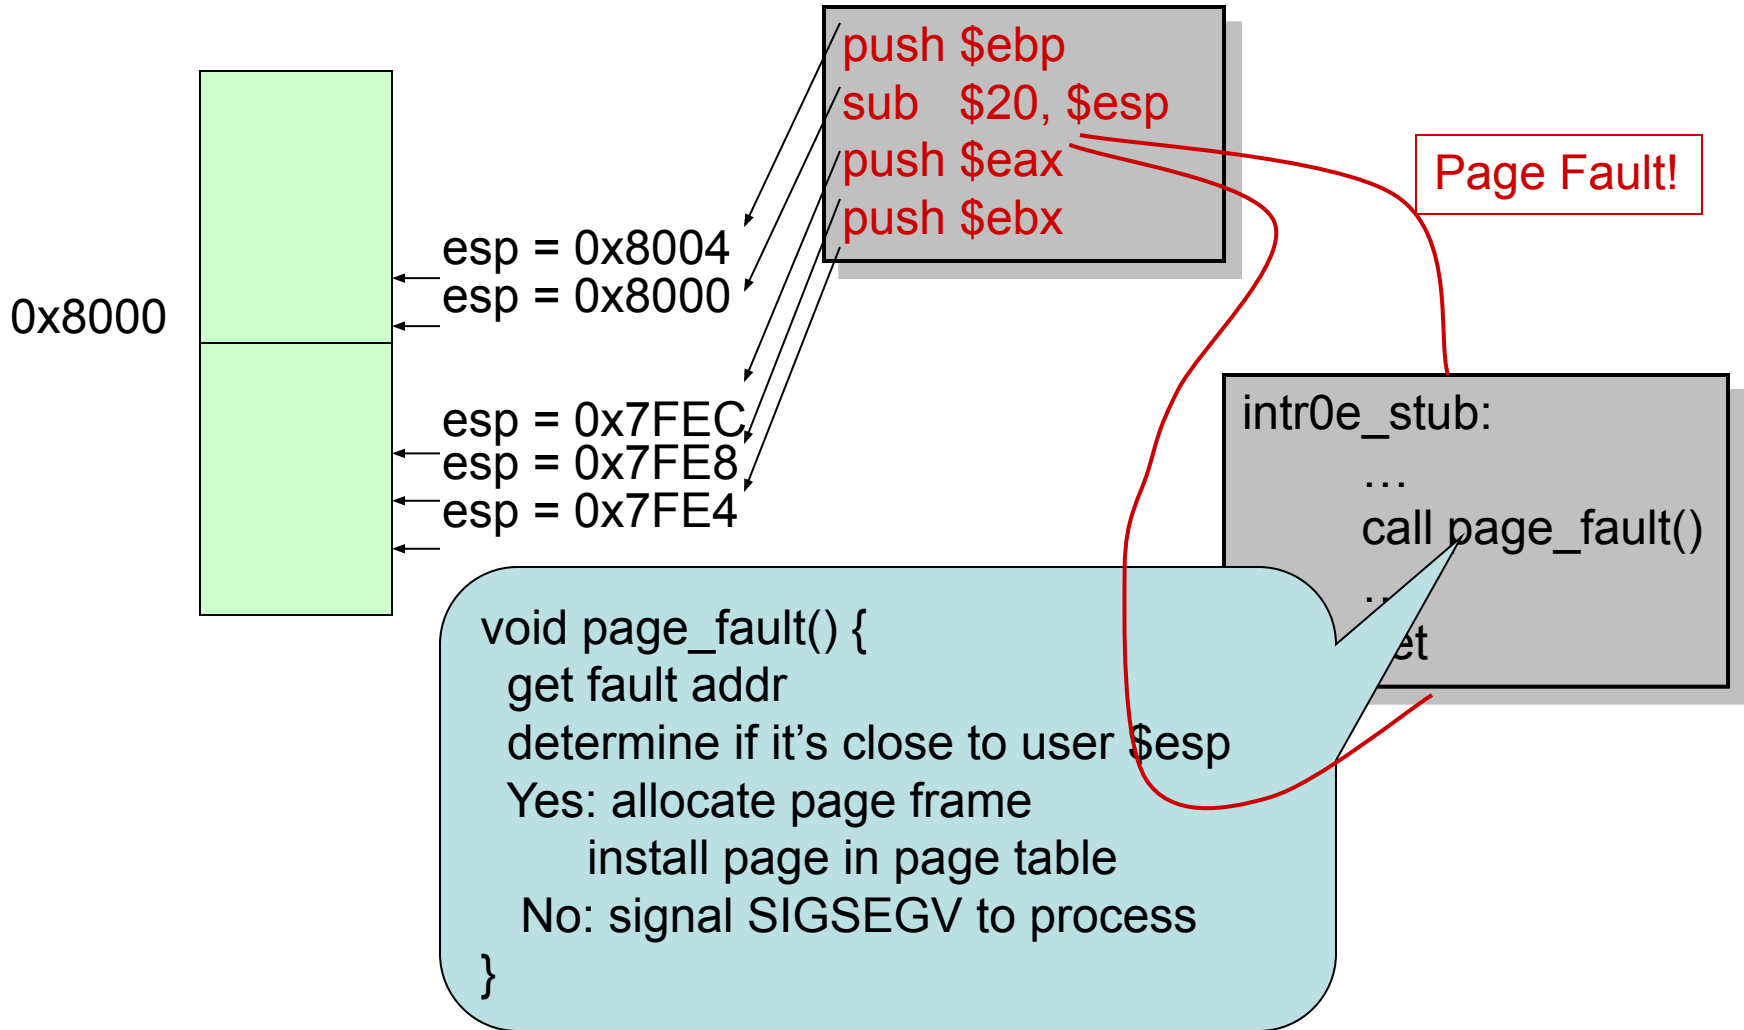 push $ebp
sub $20, $esp
push $eax
push $ebx
Page Fault!
esp = 0x8004
esp = 0x8000
0x8000
esp = 0x7FEC
esp = 0x7FE8
esp = 0x7FE4
intr0e_stub:
…
call page_fault()
…
et
void page_fault() {
get fault addr
determine if it’s close to user $esp
Yes: allocate page frame
install page in page table
No: signal SIGSEGV to process
}